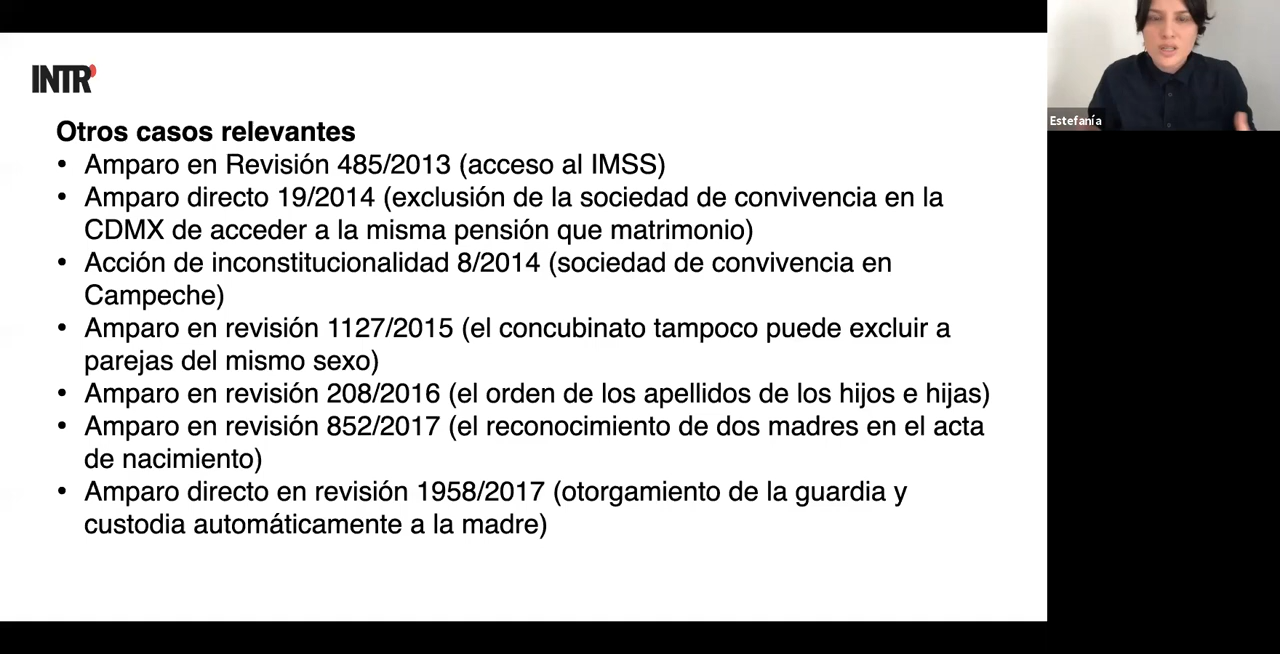 INTR'
Otros casos relevantes
• Amparo en Revisión 485/2013 (acceso al IMSS)
• Amparo directo 19/2014 (exclusión de la sociedad de convivencia en la
CDMX de acceder a la misma pensión que matrimonio)
• Acción de inconstitucionalidad 8/2014 (sociedad de convivencia en
Campeche)
• Amparo en revisión 1127/2015 (el concubinato tampoco puede excluir a
parejas del mismo sexo)
• Amparo en revisión 208/2016 (el orden de los apellidos de los hijos e hijas)
• Amparo en revisión 852/2017 (el reconocimiento de dos madres en el acta
de nacimiento)
• Amparo directo en revisión 1958/2017 (otorgamiento de la guardia y
custodia automáticamente a la madre)
Estefanía